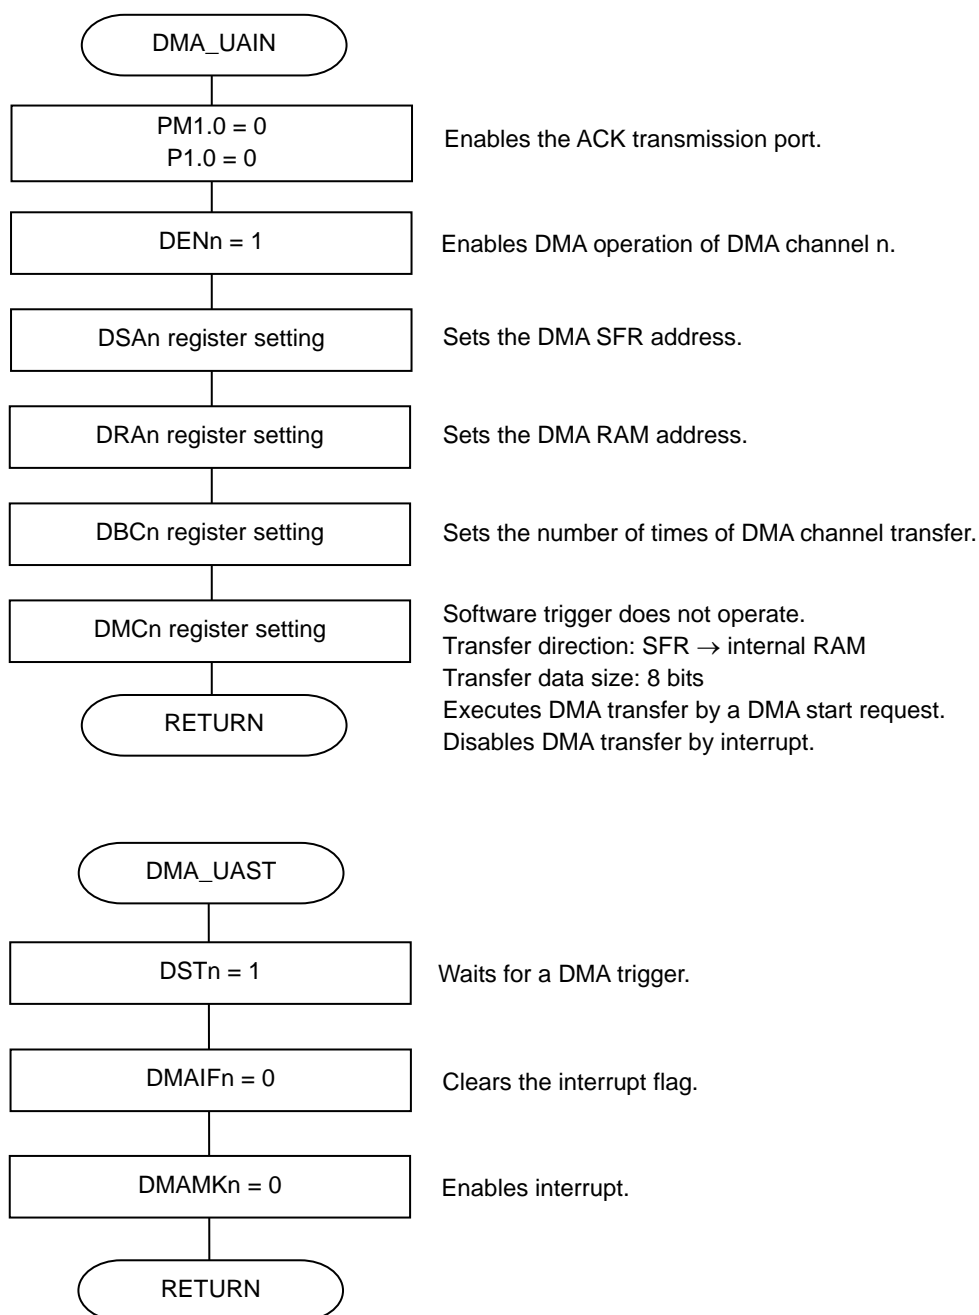 DMA_UAIN
PM1.0 = 0
P1.0 = 0
Enables the ACK transmission port.
DENn = 1
Enables DMA operation of DMA channel n.
DSAn register setting
Sets the DMA SFR address.
DRAn register setting
Sets the DMA RAM address.
DBCn register setting
Sets the number of times of DMA channel transfer.
DMCn register setting
Software trigger does not operate.
Transfer direction: SFR → internal RAM
Transfer data size: 8 bits
Executes DMA transfer by a DMA start request.
Disables DMA transfer by interrupt.
RETURN
DMA_UAST
DSTn = 1
Waits for a DMA trigger.
DMAIFn = 0
Clears the interrupt flag.
DMAMKn = 0
Enables interrupt.
RETURN